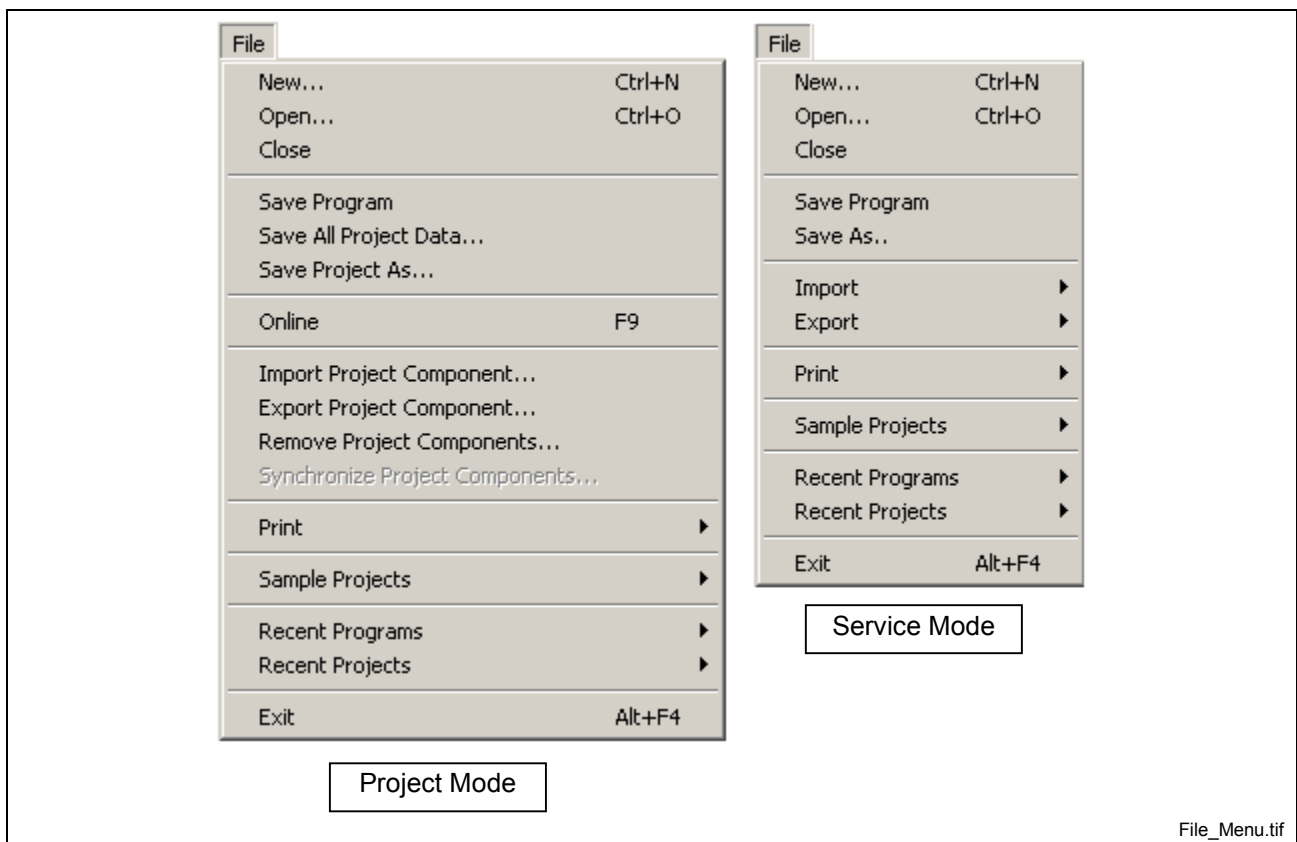 File
New... Ctrl+N
Open... Ctrl+O
Close
Save Program
Save All Project Data...
Save Project As...
Online F9
Import Project Component...
Export Project Component...
Remove Project Components...
Synchronize Project Components...
Print
Sample Projects
Recent Programs
Recent Projects
Exit Alt+F4
Project Mode
File
New... Ctrl+N
Open... Ctrl+O
Close
Save Program
Save As..
Import
Export
Print
Sample Projects
Recent Programs
Recent Projects
Exit Alt+F4
Service Mode
File_Menu.tif